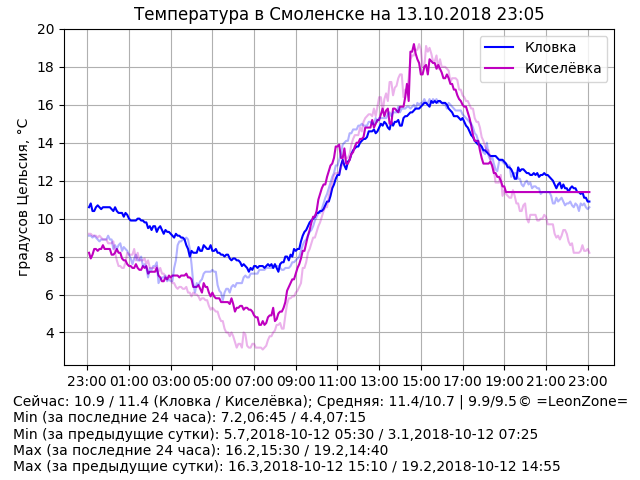 Температура в Смоленске на 13.10.2018 23:05
градусов Цельсия, °C
20
18
16
14
12
10
8
6
4
Кловка
Киселёвка
23:00 01:00 03:00 05:00 07:00 09:00 11:00 13:00 15:00 17:00 19:00 21:00 23:00
Сейчас: 10.9 / 11.4 (Кловка / Киселёвка); Средняя: 11.4/10.7 | 9.9/9.5© =LeonZone=
Min (за последние 24 часа): 7.2,06:45 / 4.4,07:15
Min (за предыдущие сутки): 5.7,2018-10-12 05:30 / 3.1,2018-10-12 07:25
Max (за последние 24 часа): 16.2,15:30 / 19.2,14:40
Max (за предыдущие сутки): 16.3,2018-10-12 15:10 / 19.2,2018-10-12 14:55